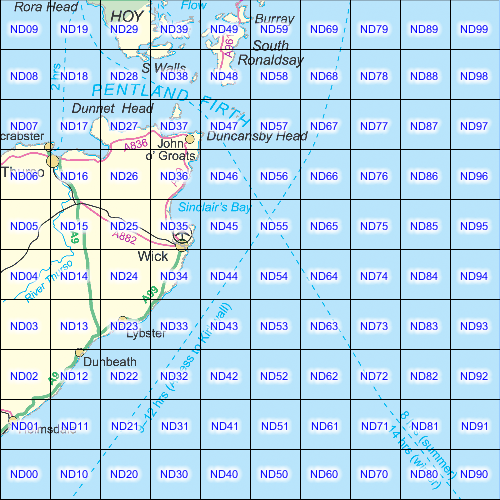 Rora Head
HOY
Flow
Burray
ND09 ND19 ND29 ND39 ND49 ND59 ND69 ND79 ND89 ND99
A961
South
Ronaldsay
S Walls
2 hrs
ND08 ND18 ND28 ND38 ND48 ND58 ND68 ND78 ND88 ND98
PENTLAND FIRTH
Dunnet Head
ND07 ND17 ND27 ND37 ND47 ND57 ND67 ND77 ND87 ND97
crabster
A836
John
o' Groats
Duncansby Head
Thurso
ND06 ND16 ND26 ND36 ND46 ND56 ND66 ND76 ND86 ND96
Sinclair's Bay
ND05 ND15 ND25 ND35 ND45 ND55 ND65 ND75 ND85 ND95
A9
A882
Wick
River Thurso
ND04 ND14 ND24 ND34 ND44 ND54 ND64 ND74 ND84 ND94
A99
ND03 ND13 ND23 ND33 ND43 ND53 ND63 ND73 ND83 ND93
Lybster
Dunbeath
ND02 ND12 ND22 ND32 ND42 ND52 ND62 ND72 ND82 ND92
A9
hrs
to Kirkwall)
ND01 ND11 ND21 ND31 ND41 ND51 ND61 ND71 ND81 ND91
Helmsdale
(summer)
14 hrs (winter)
ND00 ND10 ND20 ND30 ND40 ND50 ND60 ND70 ND80 ND90